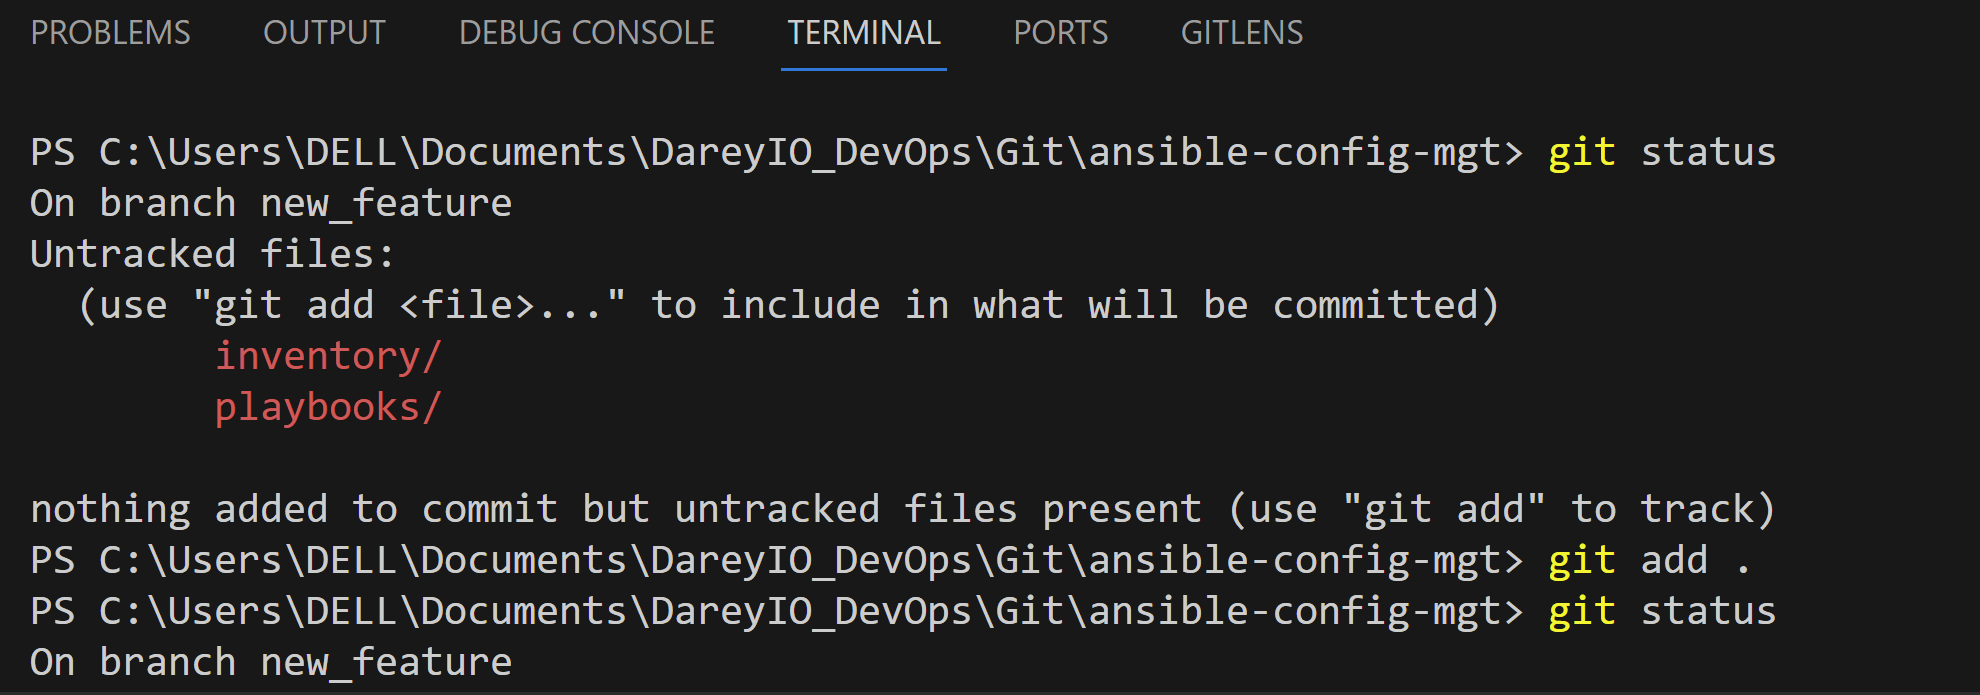 PROBLEMS OUTPUT DEBUG CONSOLE TERMINAL PORTS GITLENS
PS C:\Users\DELL\Documents\DareyIO_DevOps\Git\ansible-config-mgt> git status
On branch new_feature
Untracked files:
  (use "git add <file>..." to include in what will be committed)
        inventory/
        playbooks/
nothing added to commit but untracked files present (use "git add" to track)
PS C:\Users\DELL\Documents\DareyIO_DevOps\Git\ansible-config-mgt> git add .
PS C:\Users\DELL\Documents\DareyIO_DevOps\Git\ansible-config-mgt> git status
On branch new_feature